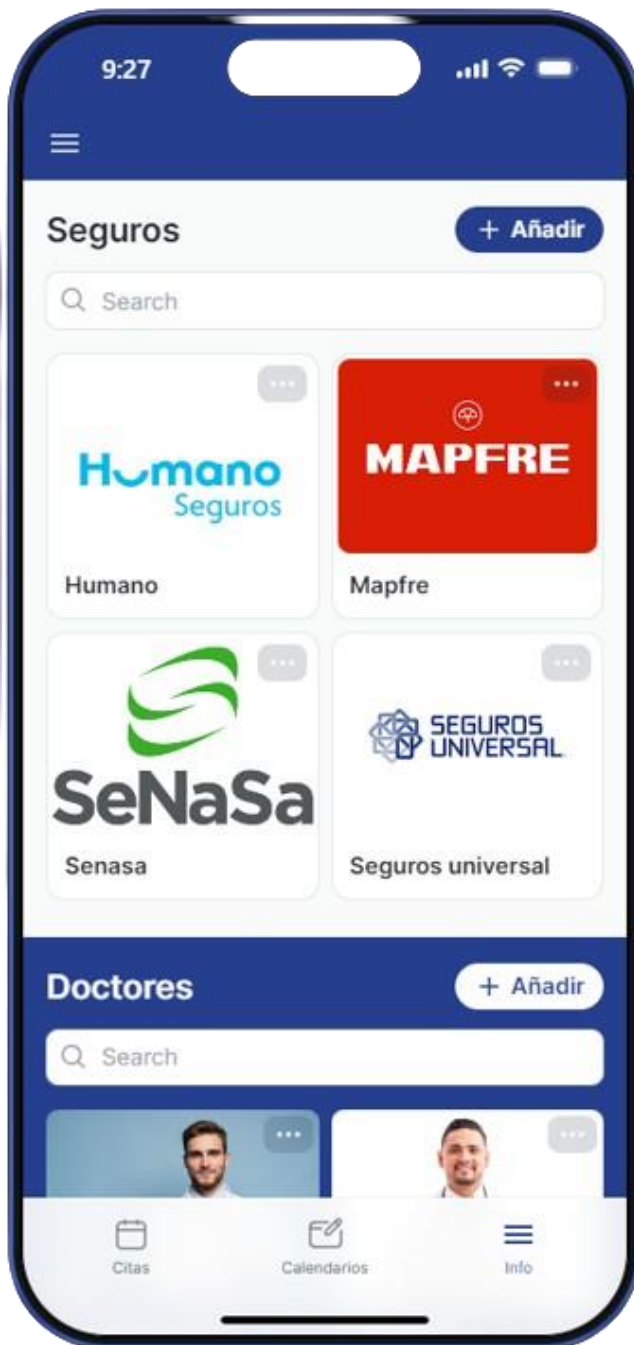 9:27
Seguros
+ Añadir
Search
Humano
Seguros
MAPFRE
Humano
Mapfre
SeNaSa
SEGUROS
UNIVERSAL
Senasa
Seguros universal
Doctores
+ Añadir
Search
Citas
Calendarios
Info